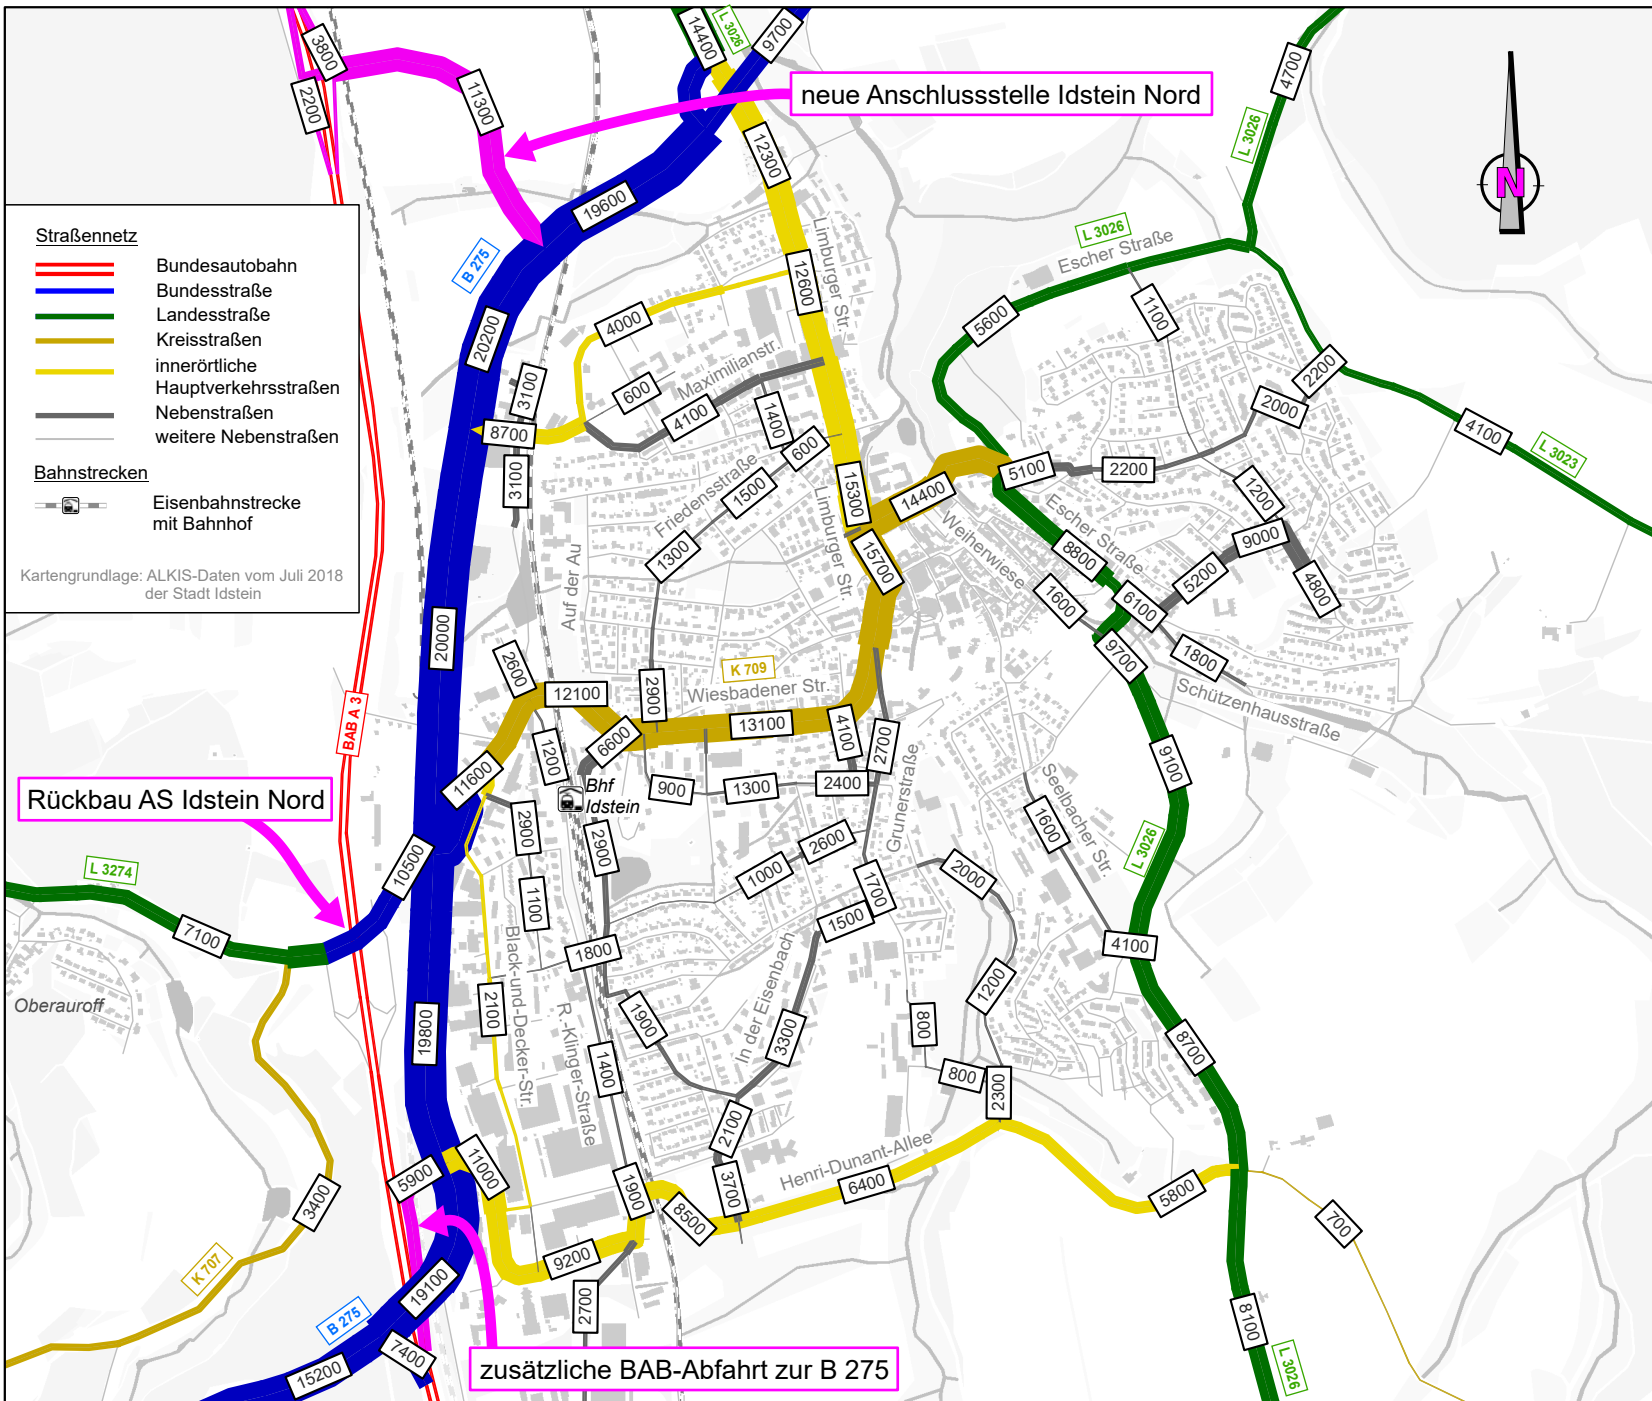 3800
2200
11300
14400
L 3026
9700
neue Anschlussstelle Idstein Nord
12300
19600
B 275
Limburger Str.
12600
4700
L 3026
L 3026
Escher Straße
N
5600
1100
Straßennetz
Bundesautobahn
Bundesstraße
Landesstraße
Kreisstraßen
innerörtliche
Hauptverkehrsstraßen
Nebenstraßen
weitere Nebenstraßen
Bahnstrecken
Eisenbahnstrecke
mit Bahnhof
Kartengrundlage: ALKIS-Daten vom Juli 2018
der Stadt Idstein
20200
4000
3100
600
Maximilianstr.
4100
1400
8700
3100
600
1500
Friedensstraße
1300
15300
Limburger Str.
14400
15700
2200
2000
4100
L 3023
5100
2200
1200
Weiherwiese
Escher Straße
8800
9000
5200
4800
1600
6100
9700
1800
Schützenhausstraße
Auf der Au
20000
2600
12100
2900
K 709
Wiesbadener Str.
13100
4100
2700
6600
1200
11600
BAB A 3
Bhf
Idstein
900
1300
2400
Grunerstraße
9100
Seelbacher Str.
1600
L 3026
Rückbau AS Idstein Nord
L 3274
10500
7100
2900
2900
1100
2600
1000
2000
1700
1500
1800
4100
Oberauroff
Black-und-Decker-Str.
2100
R.-Klinger-Straße
19800
1900
In der Eisenbach
3300
1200
800
800
2300
8700
1400
2100
3700
Henri-Dunant-Allee
6400
5800
700
5900
11000
1900
8500
9200
2700
3400
K 707
19100
B 275
7400
15200
zusätzliche BAB-Abfahrt zur B 275
8100
L 3026